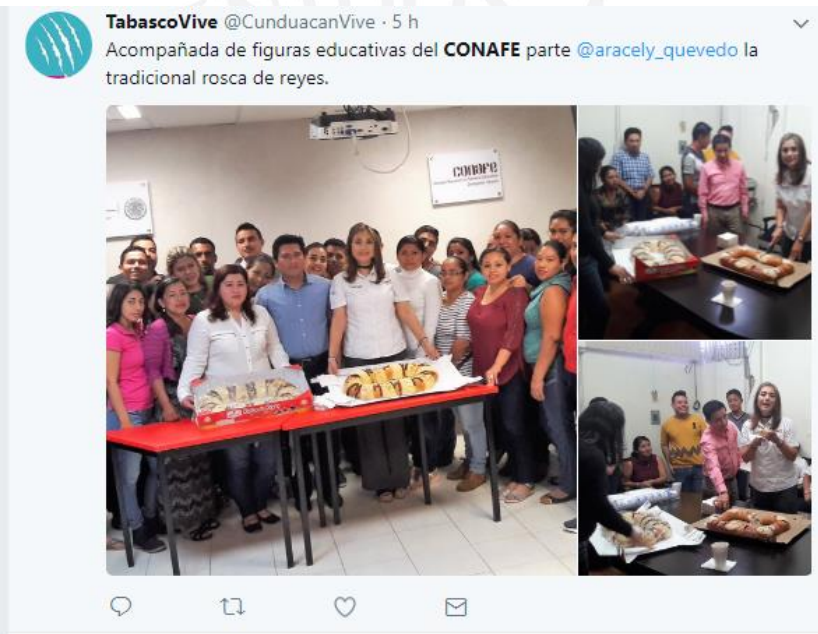 TabascoVive @CunduacanVive · 5 h
Acompañada de figuras educativas del CONAFE parte @aracely_quevedo la
tradicional rosca de reyes.
CONAFE